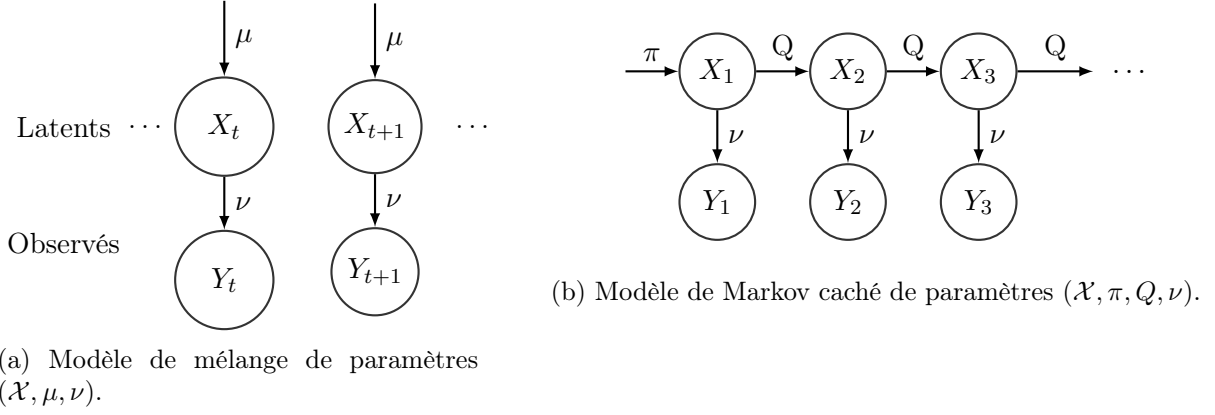 μ μ
Latents ⋯ X_t X_{t+1} ⋯
ν ν
Observés
Y_t Y_{t+1}
(a) Modèle de mélange de paramètres
(𝒳, μ, ν).
π Q Q Q
X_1 X_2 X_3 ⋯
ν ν ν
Y_1 Y_2 Y_3
(b) Modèle de Markov caché de paramètres (𝒳, π, Q, ν).